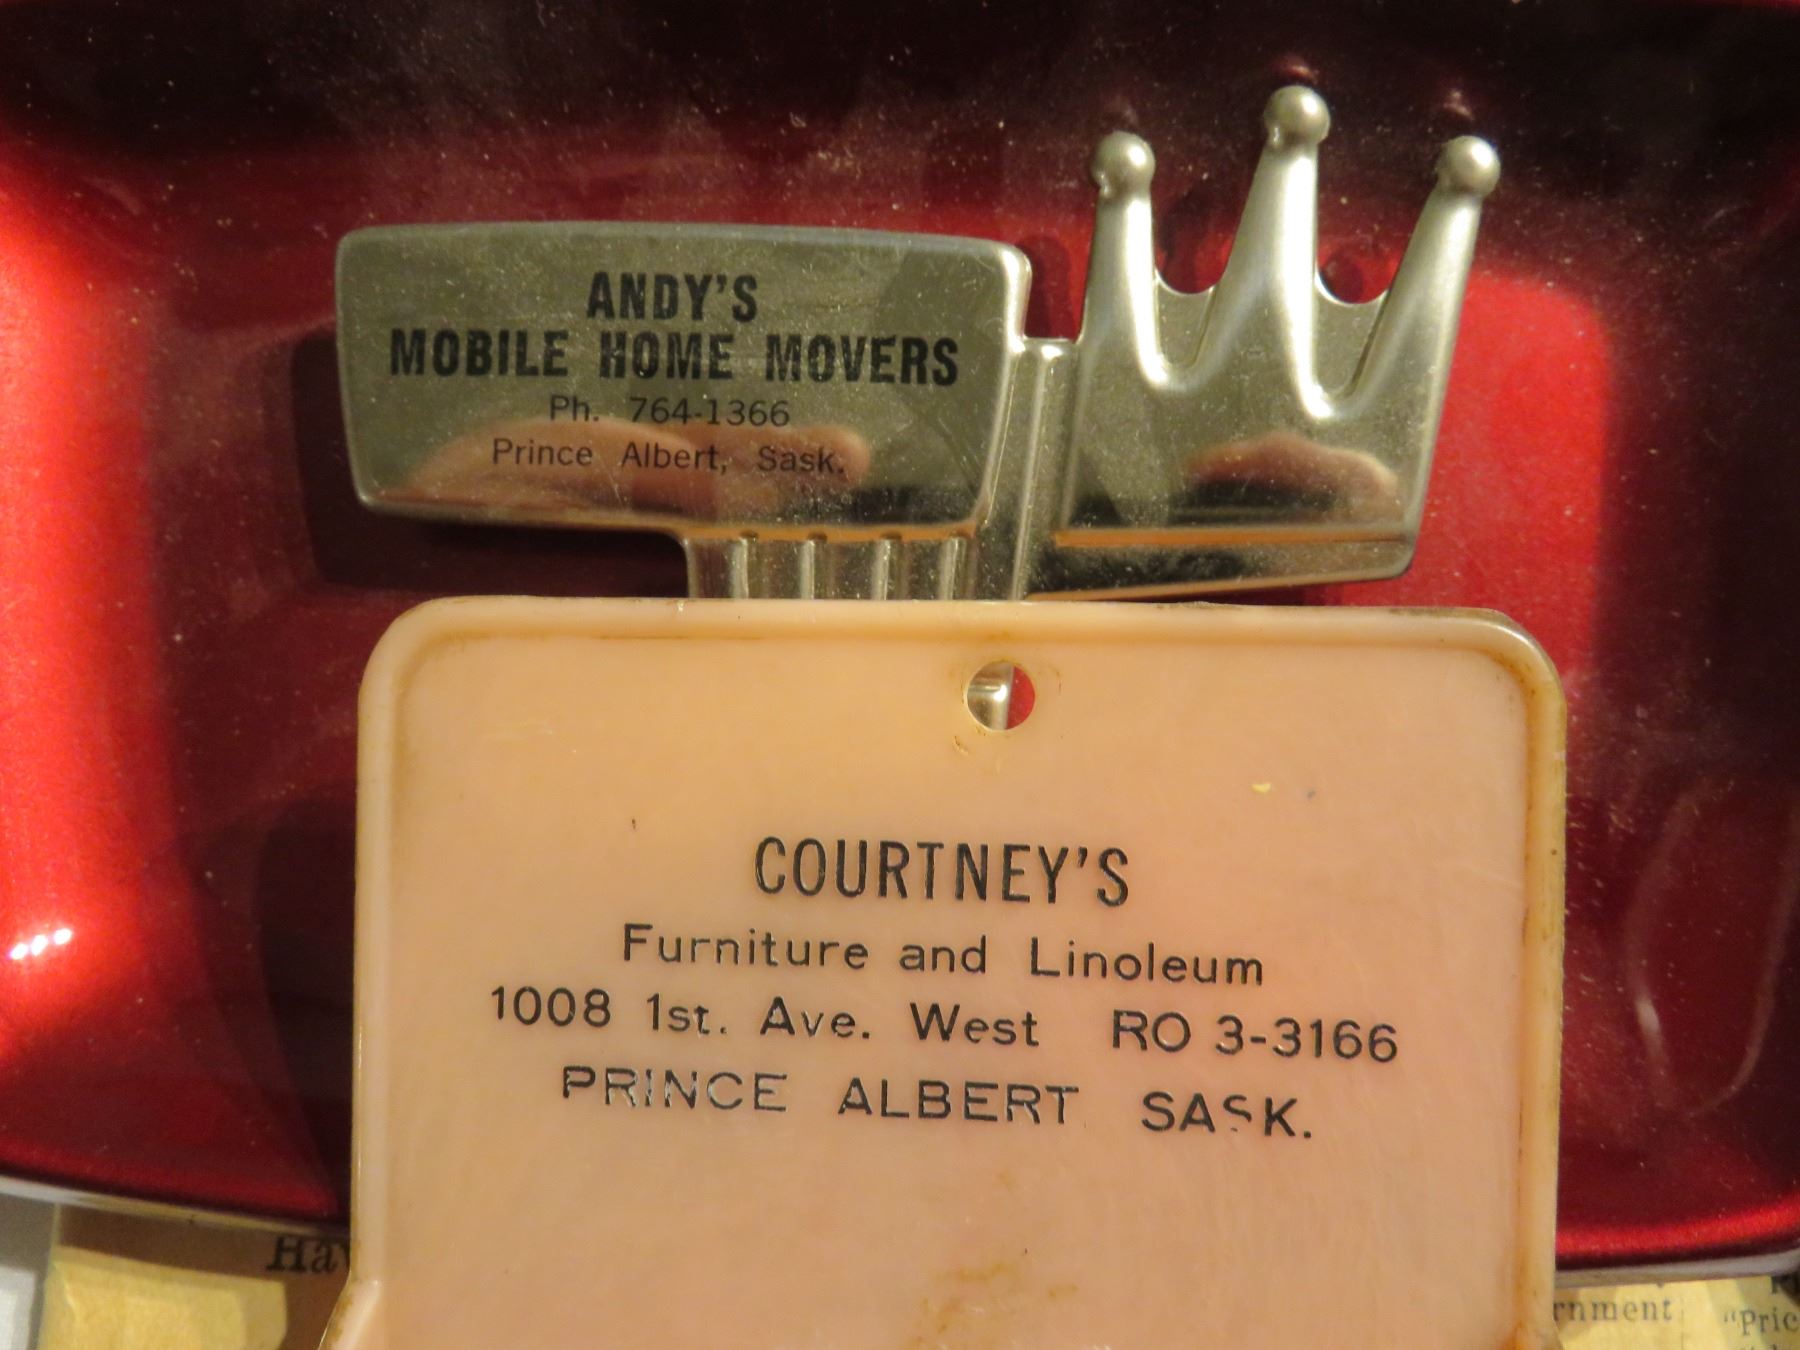 ANDY'S
MOBILE HOME MOVERS
Ph. 764-1366
Prince Albert, Sask.
COURTNEY'S
Furniture and Linoleum
1008 1st. Ave. West RO 3-3166
PRINCE ALBERT SASK.